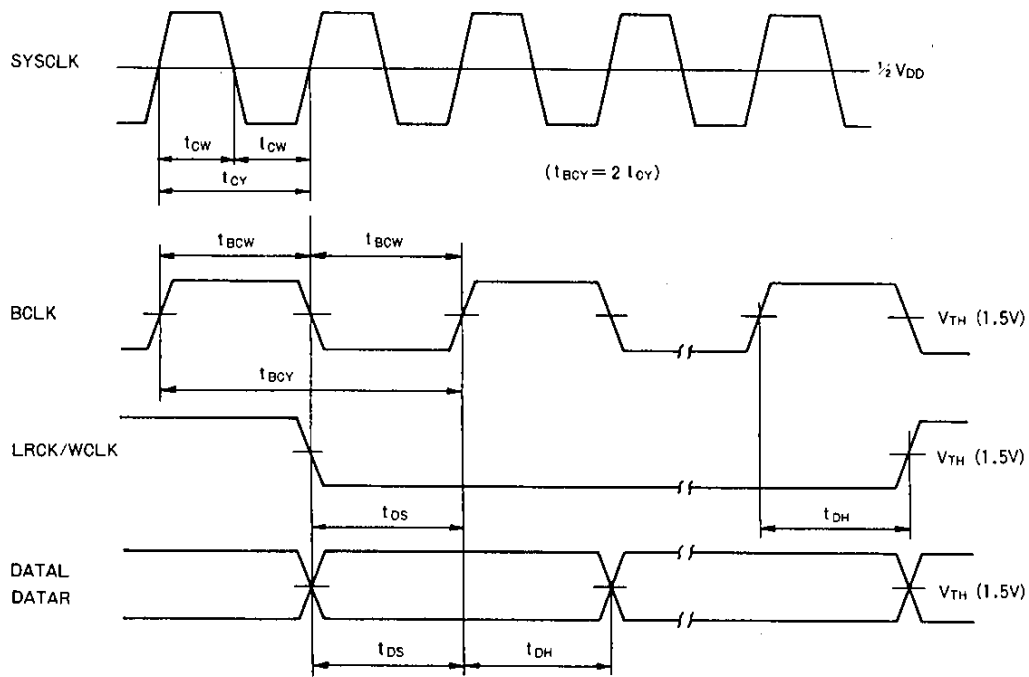 SYSCLK
½ VDD
tCW tCW
tCY
(tBCY = 2 tCY)
tBCW tBCW
BCLK
VTH (1.5V)
tBCY
LRCK/WCLK
VTH (1.5V)
tDS
tDH
DATAL
DATAR
VTH (1.5V)
tDS tDH